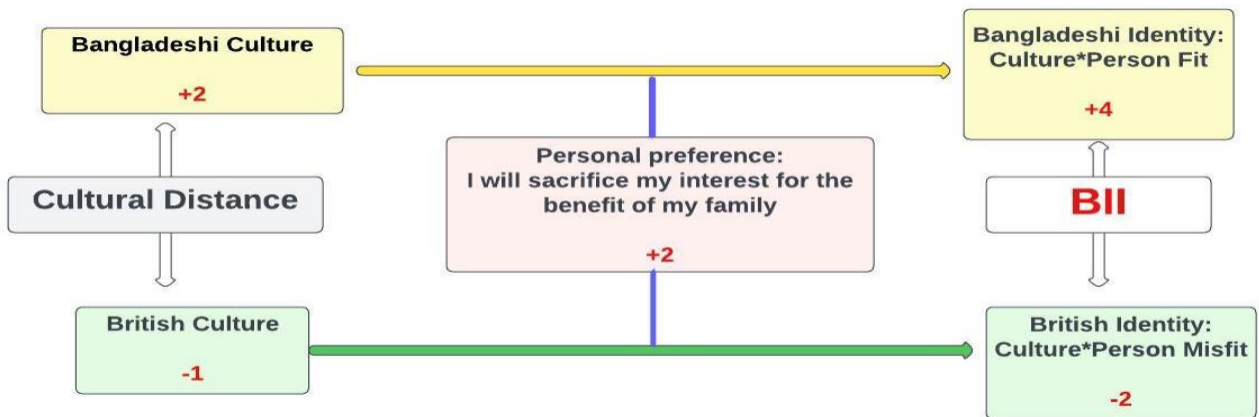 Bangladeshi Culture
+2
Bangladeshi Identity:
Culture*Person Fit
+4
Personal preference:
I will sacrifice my interest for the
benefit of my family
+2
Cultural Distance
BII
British Culture
-1
British Identity:
Culture*Person Misfit
-2